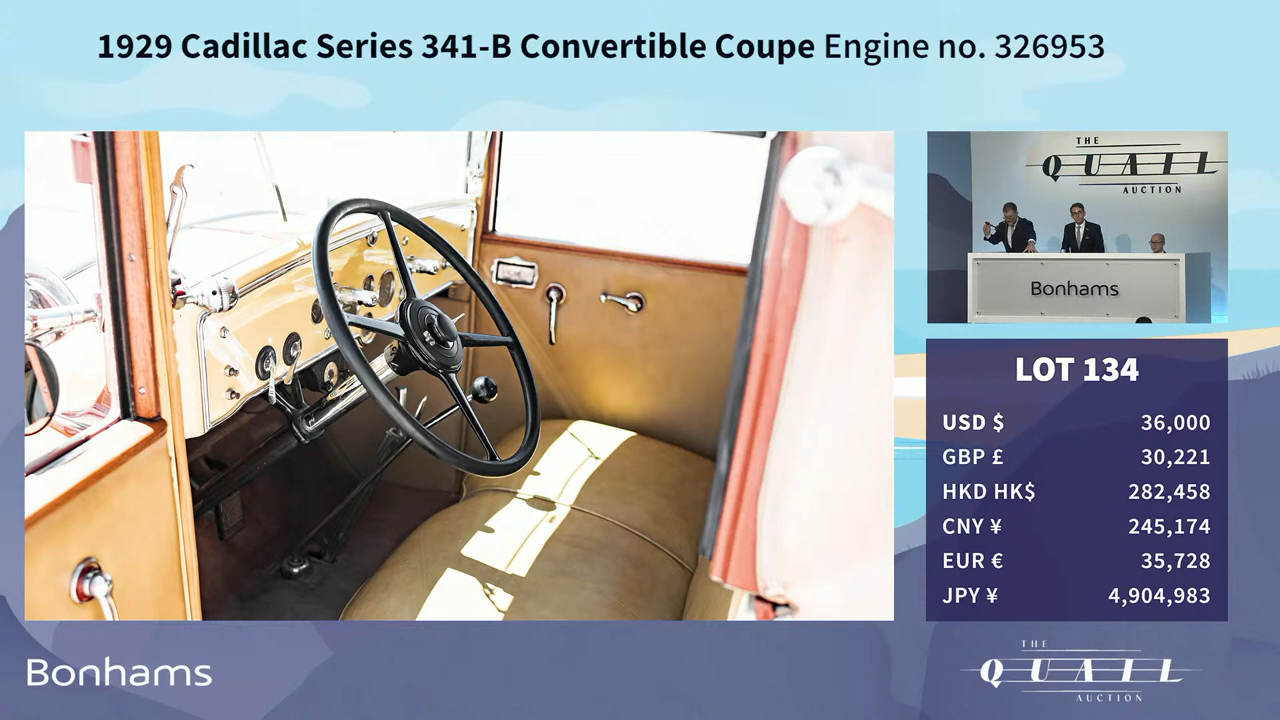 1929 Cadillac Series 341-B Convertible Coupe Engine no. 326953
THE
QUAIL
AUCTION
Bonhams
LOT 134
USD $ 36,000
GBP £ 30,221
HKD HK$ 282,458
CNY ¥ 245,174
EUR € 35,728
JPY ¥ 4,904,983
Bonhams
THE
QUAIL
AUCTION